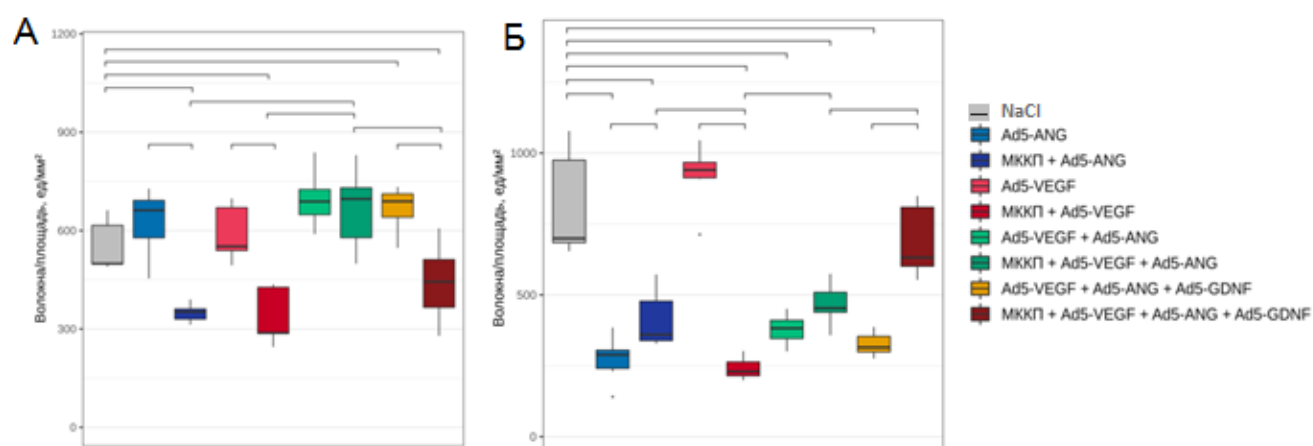 А
Волокна/площадь, ед/мм²
1200
900
600
300
0
Б
Волокна/площадь, ед/мм²
1000
500
0
NaCl
Ad5-ANG
МККП + Ad5-ANG
Ad5-VEGF
МККП + Ad5-VEGF
Ad5-VEGF + Ad5-ANG
МККП + Ad5-VEGF + Ad5-ANG
Ad5-VEGF + Ad5-ANG + Ad5-GDNF
МККП + Ad5-VEGF + Ad5-ANG + Ad5-GDNF